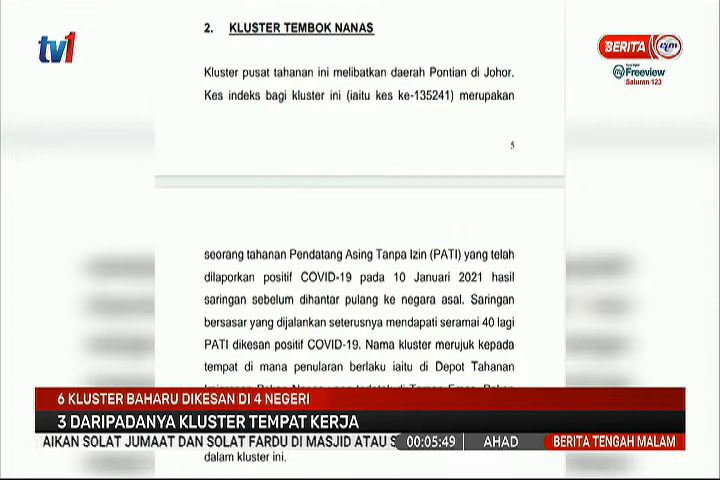 tv1
2. KLUSTER TEMBOK NANAS
BERITA rtm
Freeview
Saluran 123
Kluster pusat tahanan ini melibatkan daerah Pontian di Johor.
Kes indeks bagi kluster ini (iaitu kes ke-135241) merupakan
5
seorang tahanan Pendatang Asing Tanpa Izin (PATI) yang telah
dilaporkan positif COVID-19 pada 10 Januari 2021 hasil
saringan sebelum dihantar pulang ke negara asal. Saringan
bersasar yang dijalankan seterusnya mendapati seramai 40 lagi
PATI dikesan positif COVID-19. Nama kluster merujuk kepada
tempat di mana penularan berlaku iaitu di Depot Tahanan
6 KLUSTER BAHARU DIKESAN DI 4 NEGERI
3 DARIPADANYA KLUSTER TEMPAT KERJA
AIKAN SOLAT JUMAAT DAN SOLAT FARDU DI MASJID ATAU S
00:05:49 AHAD BERITA TENGAH MALAM
dalam kluster ini.